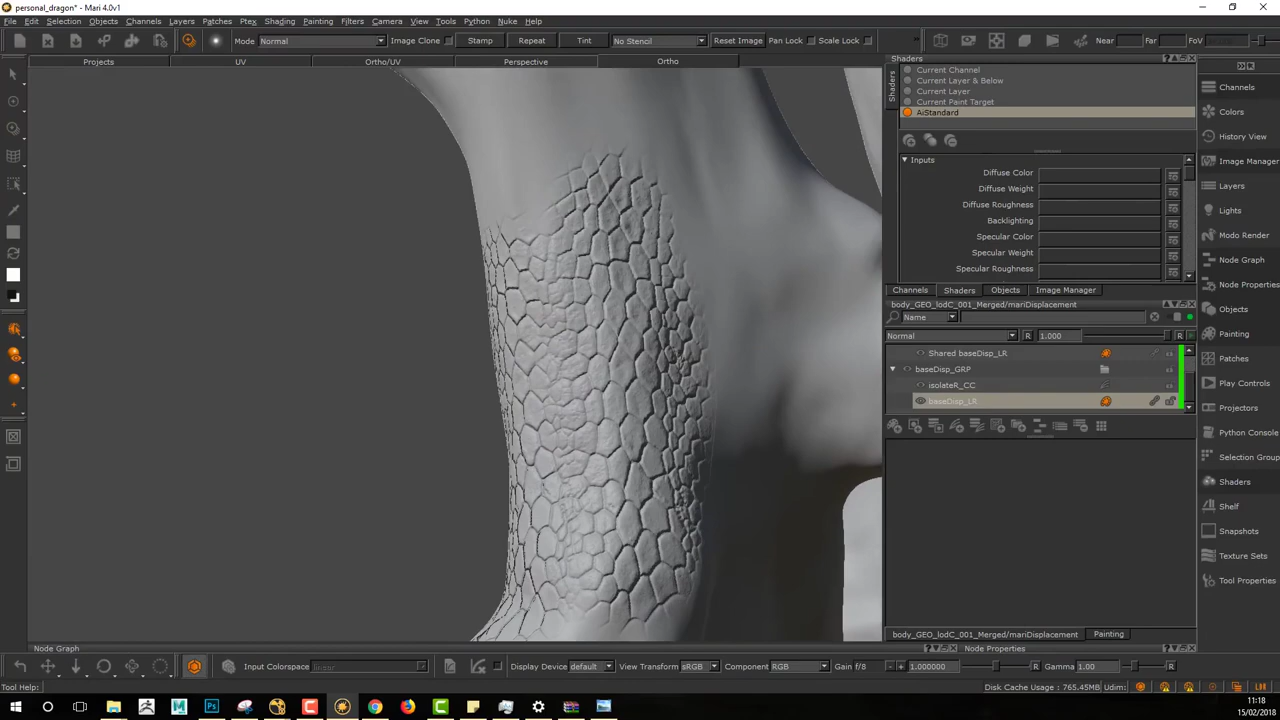 personal_dragon* - Mari 4.0v1
File Edit Selection Objects Channels Layers Patches Ptex Shading Painting Filters Camera View Tools Python Nuke Help
Mode Normal Image Clone Stamp Repeat Tint No Stencil Reset Image Pan Lock Scale Lock » Near Far FoV
Projects UV Ortho/UV Perspective Ortho
Shaders
Shaders
Current Channel
Current Layer & Below
Current Layer
Current Paint Target
AiStandard
Inputs
Diffuse Color
Diffuse Weight
Diffuse Roughness
Backlighting
Specular Color
Specular Weight
Specular Roughness
Channels Shaders Objects Image Manager
body_GEO_lodC_001_Merged/mariDisplacement
Name
Normal R 1.000 R
Shared baseDisp_LR
baseDisp_GRP
isolateR_CC
baseDisp_LR
body_GEO_lodC_001_Merged/mariDisplacement Painting
Channels
Colors
History View
Image Manager
Layers
Lights
Modo Render
Node Graph
Node Properties
Objects
Painting
Patches
Play Controls
Projectors
Python Console
Selection Group
Shaders
Shelf
Snapshots
Texture Sets
Tool Properties
Node Graph Node Properties
Input Colorspace linear Display Device default View Transform sRGB Component RGB Gain f/8 - + 1.000000 R Gamma 1.00 R
Tool Help: Disk Cache Usage : 765.45MB Udim:
11:18
15/02/2018